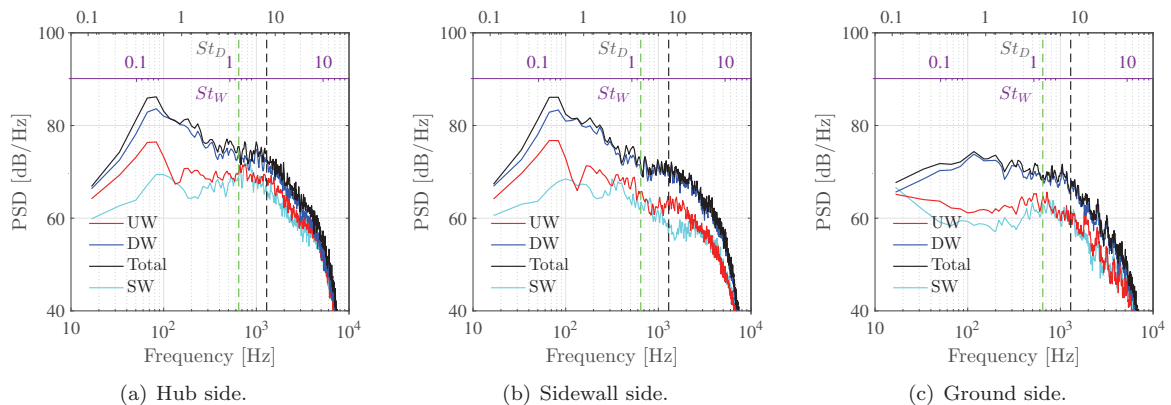 0.1 1 10
100
St_D
0.1 1 10
St_W
80
PSD [dB/Hz]
60
UW
DW
Total
SW
40
10 10^2 10^3 10^4
Frequency [Hz]
(a) Hub side.
0.1 1 10
100
St_D
0.1 1 10
St_W
80
PSD [dB/Hz]
60
UW
DW
Total
SW
40
10 10^2 10^3 10^4
Frequency [Hz]
(b) Sidewall side.
0.1 1 10
100
St_D
0.1 1 10
St_W
80
PSD [dB/Hz]
60
UW
DW
Total
SW
40
10 10^2 10^3 10^4
Frequency [Hz]
(c) Ground side.